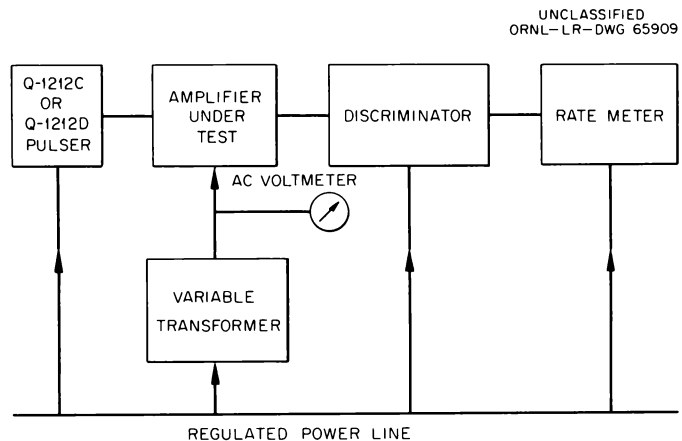 UNCLASSIFIED
ORNL-LR-DWG 65909
Q-1212C
OR
Q-1212D
PULSER
AMPLIFIER
UNDER
TEST
DISCRIMINATOR
RATE METER
AC VOLTMETER
VARIABLE
TRANSFORMER
REGULATED POWER LINE